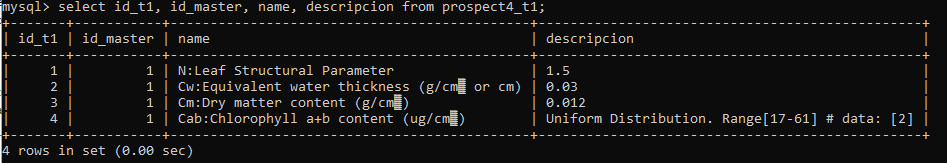 mysql> select id_t1, id_master, name, descripcion from prospect4_t1;
| id_t1 | id_master | name | descripcion |
| 1 | 1 | N:Leaf Structural Parameter | 1.5 |
| 2 | 1 | Cw:Equivalent water thickness (g/cm▒ or cm) | 0.03 |
| 3 | 1 | Cm:Dry matter content (g/cm▒) | 0.012 |
| 4 | 1 | Cab:Chlorophyll a+b content (ug/cm▒) | Uniform Distribution. Range[17-61] # data: [2] |
4 rows in set (0.00 sec)